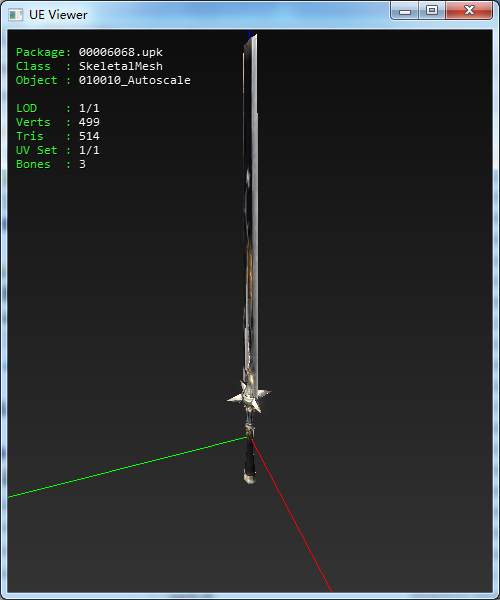 UE Viewer
Package: 00006068.upk
Class : SkeletalMesh
Object : 010010_Autoscale
LOD : 1/1
Verts : 499
Tris : 514
UV Set : 1/1
Bones : 3